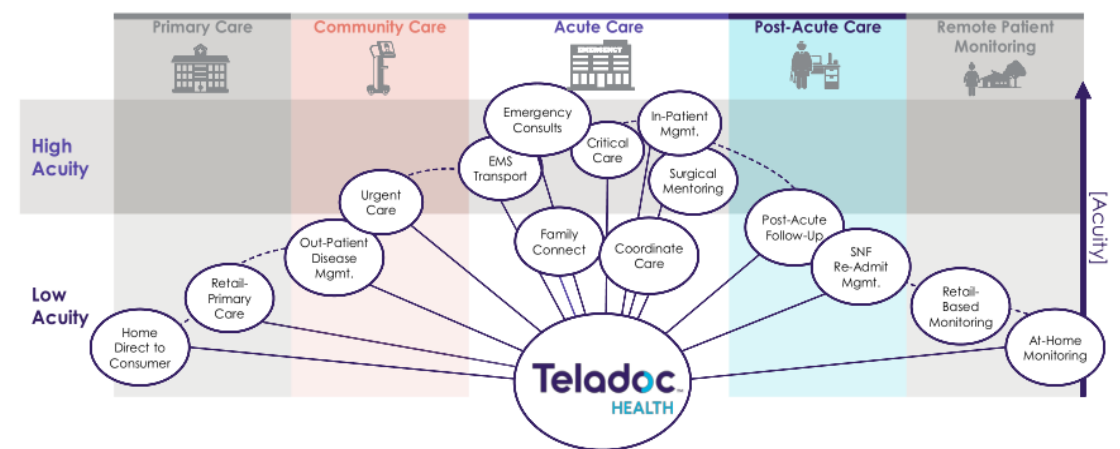 Primary Care
Community Care
Acute Care
Post-Acute Care
Remote Patient
Monitoring
EMERGENCY
High
Acuity
Low
Acuity
[Acuity]
Emergency
Consults
In-Patient
Mgmt.
Critical
Care
EMS
Transport
Surgical
Mentoring
Urgent
Care
Family
Connect
Coordinate
Care
Post-Acute
Follow-Up
Out-Patient
Disease
Mgmt.
SNF
Re-Admit
Mgmt.
Retail-
Primary
Care
Retail-
Based
Monitoring
Home
Direct to
Consumer
At-Home
Monitoring
Teladoc™
HEALTH